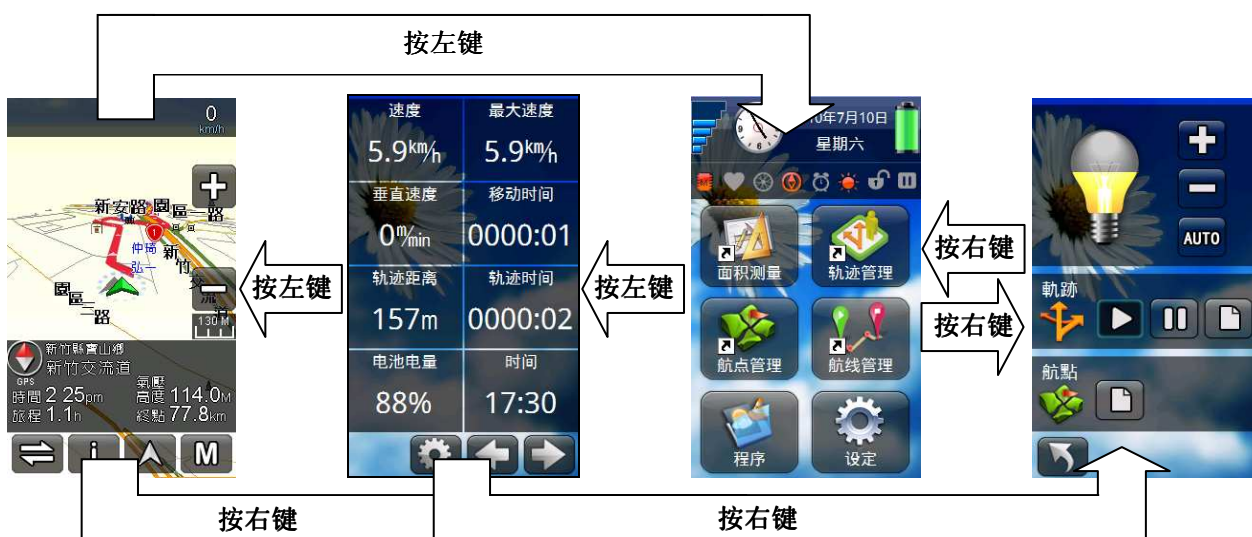 按左键
0
km/h
新安路 園區一路
仲琦
弘一
新竹交流道
園區二路
130 M
新竹縣寶山鄉
新竹交流道
GPS
時間 2 25pm
氣壓高度 114.0M
旅程 1.1h
終點 77.8km
i
M
按左键
速度
最大速度
5.9km/h
5.9km/h
垂直速度
移动时间
0m/min
0000:01
轨迹距离
轨迹时间
157m
0000:02
电池电量
时间
88%
17:30
按左键
10年7月10日
星期六
面积测量
轨迹管理
航点管理
航线管理
程序
设定
按右键
按右键
AUTO
軌跡
航點
按右键
按右键